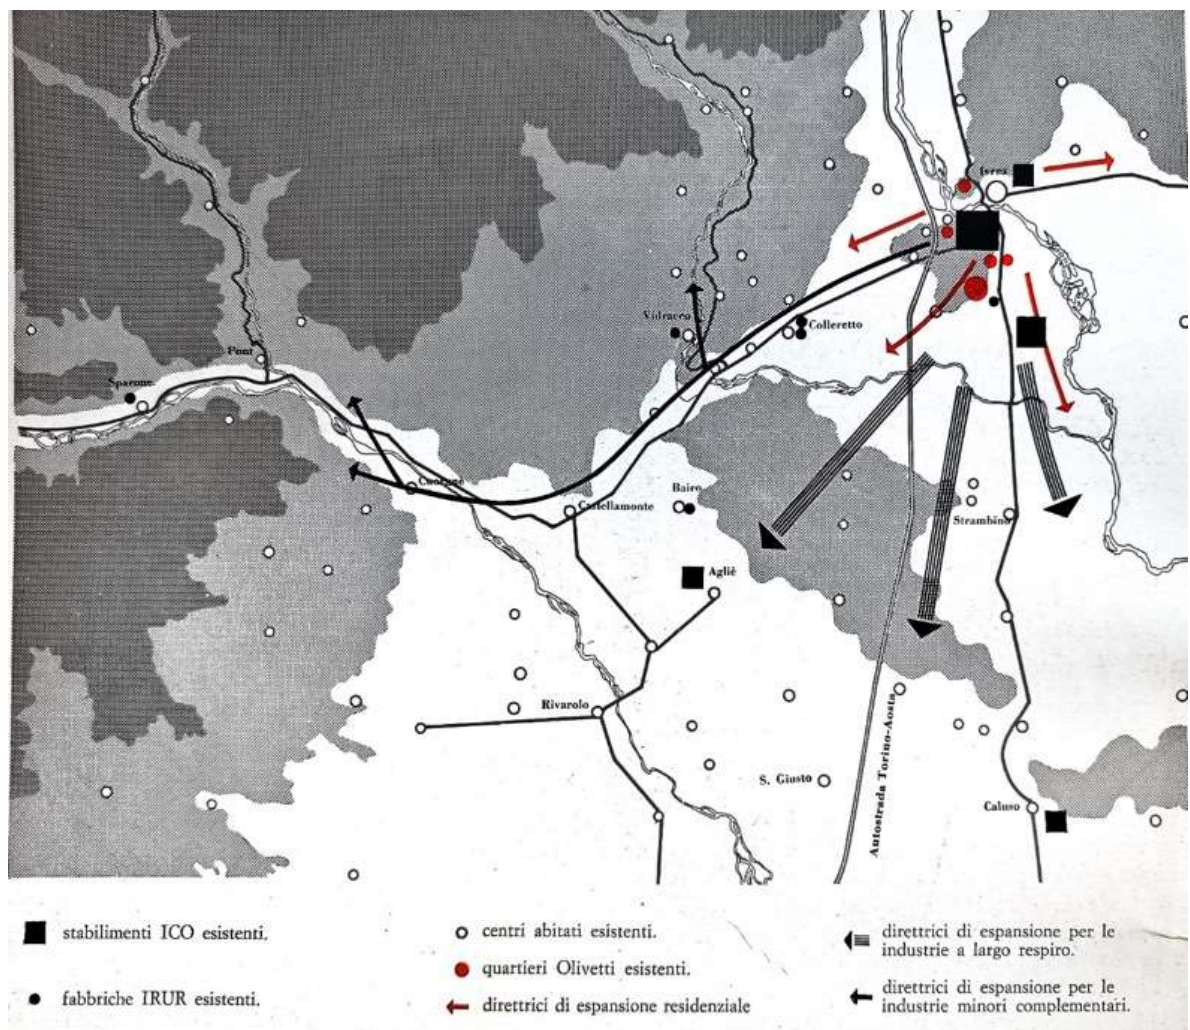 Ivrea
Vidracco
Colleretto
Pont
Sparone
Cuorgnè
Castellamonte
Bairo
Strambino
Agliè
Rivarolo
S. Giusto
Autostrada Torino-Aosta
Caluso
stabilimenti ICO esistenti.
fabbriche IRUR esistenti.
centri abitati esistenti.
quartieri Olivetti esistenti.
direttrici di espansione residenziale
direttrici di espansione per le
industrie a largo respiro.
direttrici di espansione per le
industrie minori complementari.